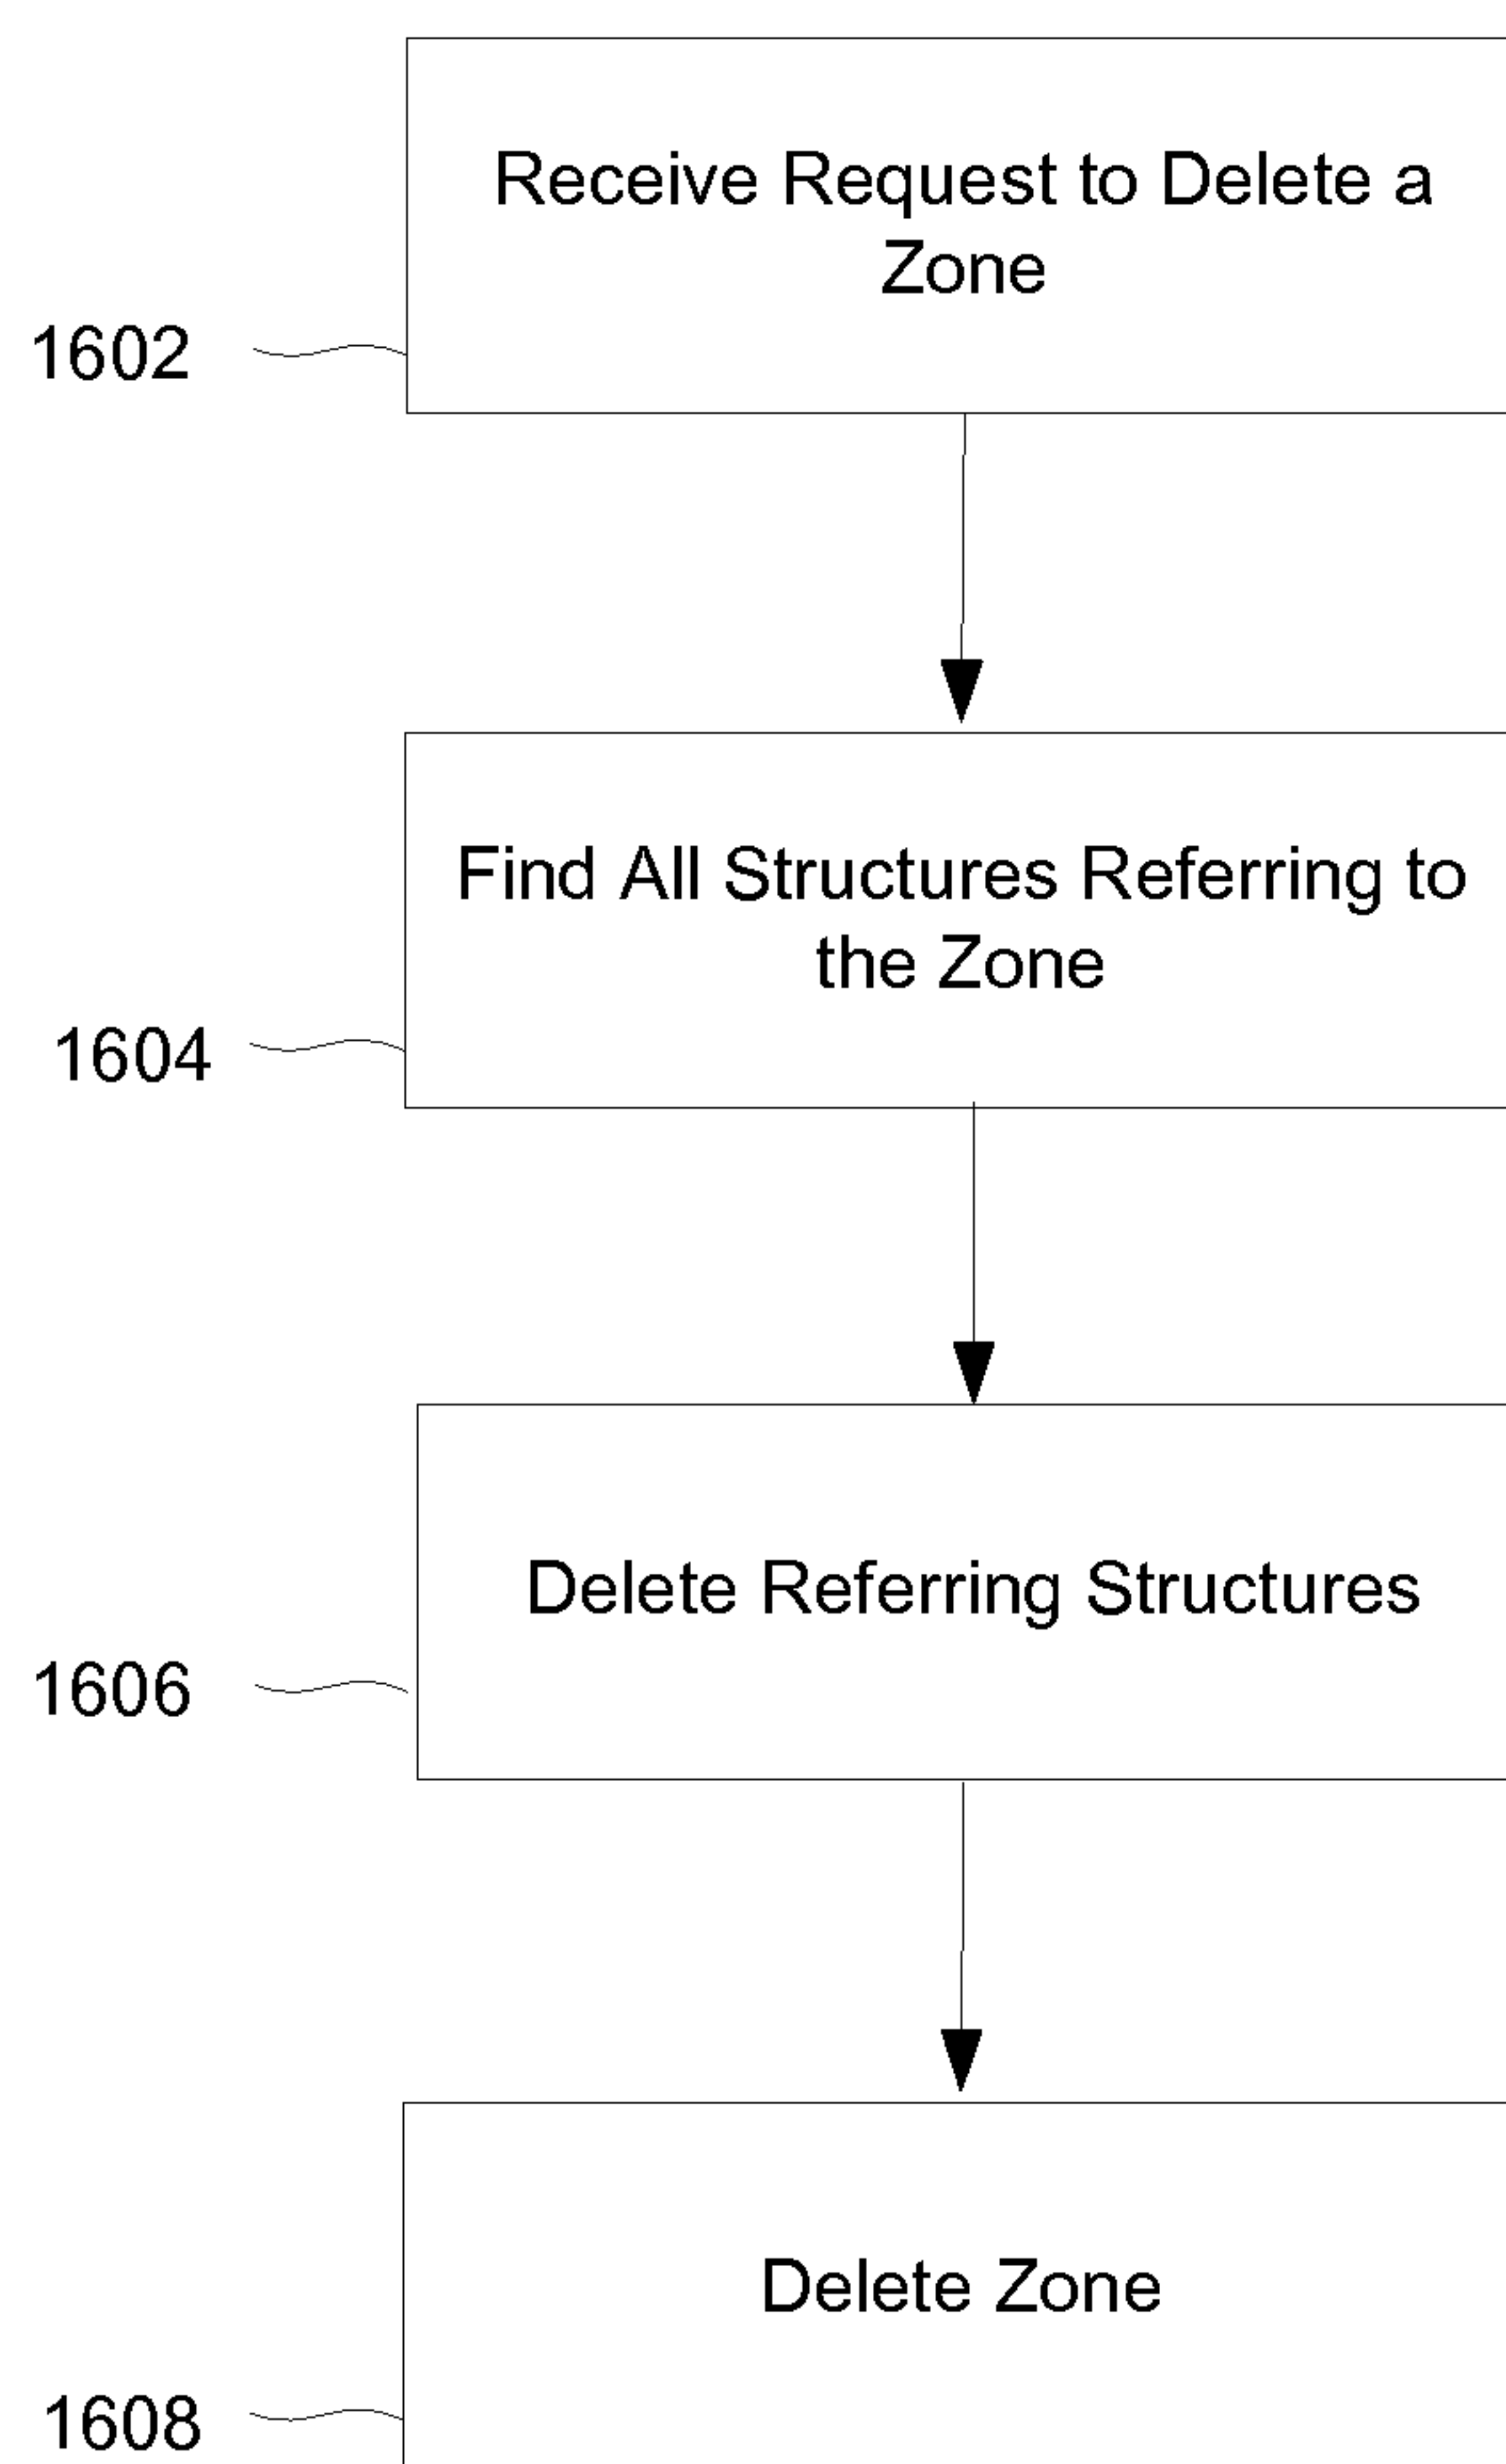 Receive Request to Delete a
Zone
1602
Find All Structures Referring to
the Zone
1604
Delete Referring Structures
1606
Delete Zone
1608